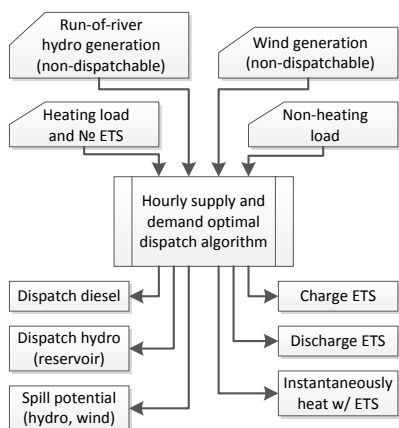 Run-of-river
hydro generation
(non-dispatchable)
Wind generation
(non-dispatchable)
Heating load
and № ETS
Non-heating
load
Hourly supply and
demand optimal
dispatch algorithm
Dispatch diesel
Charge ETS
Dispatch hydro
(reservoir)
Discharge ETS
Spill potential
(hydro, wind)
Instantaneously
heat w/ ETS